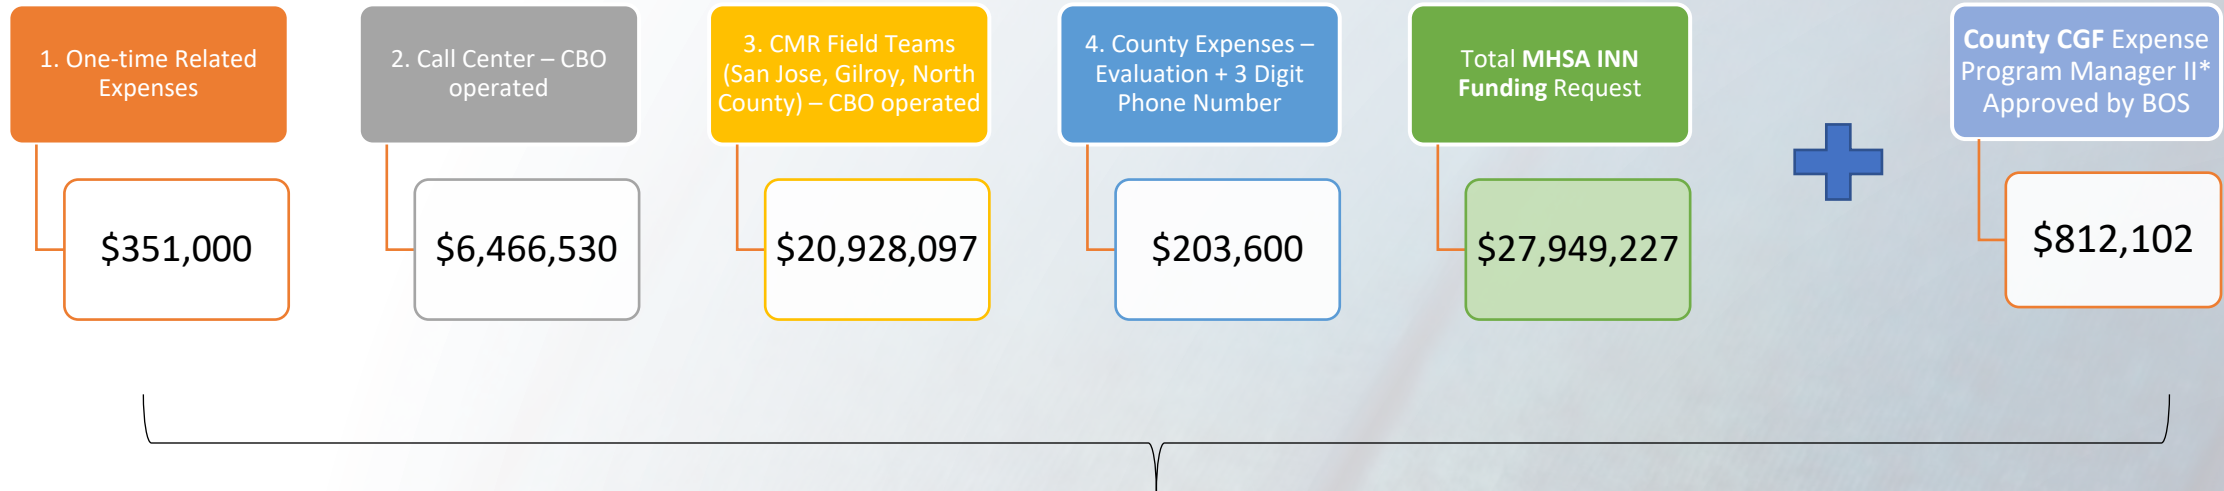 1. One-time Related
Expenses
2. Call Center – CBO
operated
3. CMR Field Teams
(San Jose, Gilroy, North
County) – CBO operated
4. County Expenses –
Evaluation + 3 Digit
Phone Number
Total MHSA INN
Funding Request
County CGF Expense
Program Manager II*
Approved by BOS
$351,000
$6,466,530
$20,928,097
$203,600
$27,949,227
$812,102